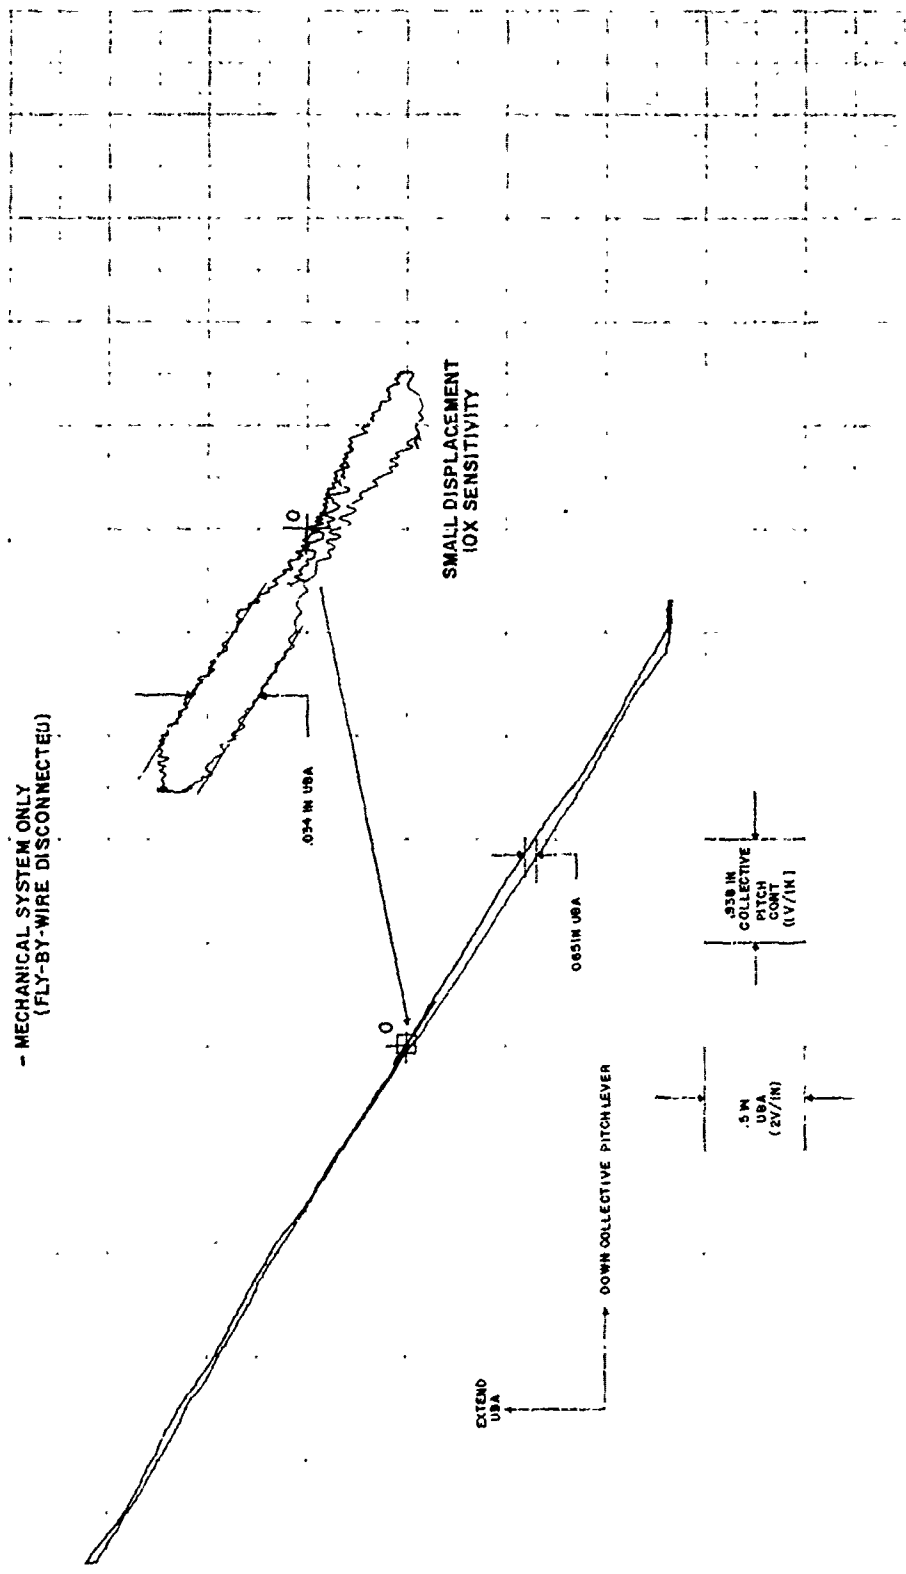 - MECHANICAL SYSTEM ONLY
(FLY-BY-WIRE DISCONNECTED)
O
SMALL DISPLACEMENT
10X SENSITIVITY
.034 IN UBA
O
.065 IN UBA
EXTEND
UBA
DOWN COLLECTIVE PITCH LEVER
.5 IN
UBA
(2V/IN)
.938 IN
COLLECTIVE
PITCH
CONT
(1V/IN)